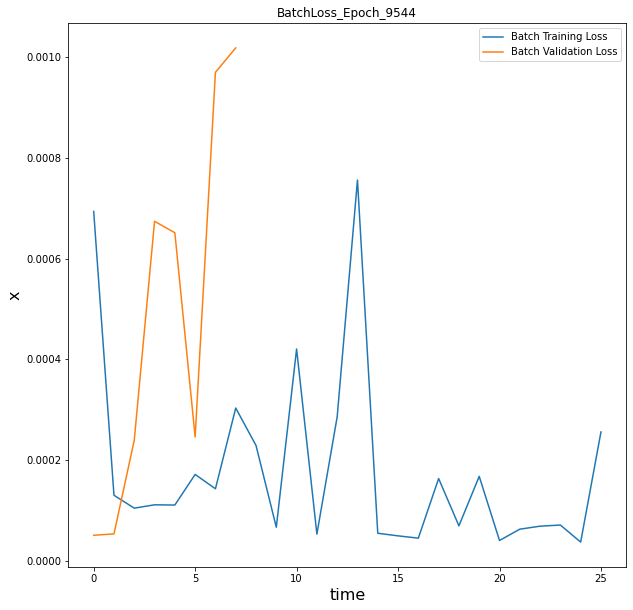 BatchLoss_Epoch_9544
Batch Training Loss
Batch Validation Loss
0.0010
0.0008
0.0006
0.0004
0.0002
0.0000
x
0 5 10 15 20 25
time